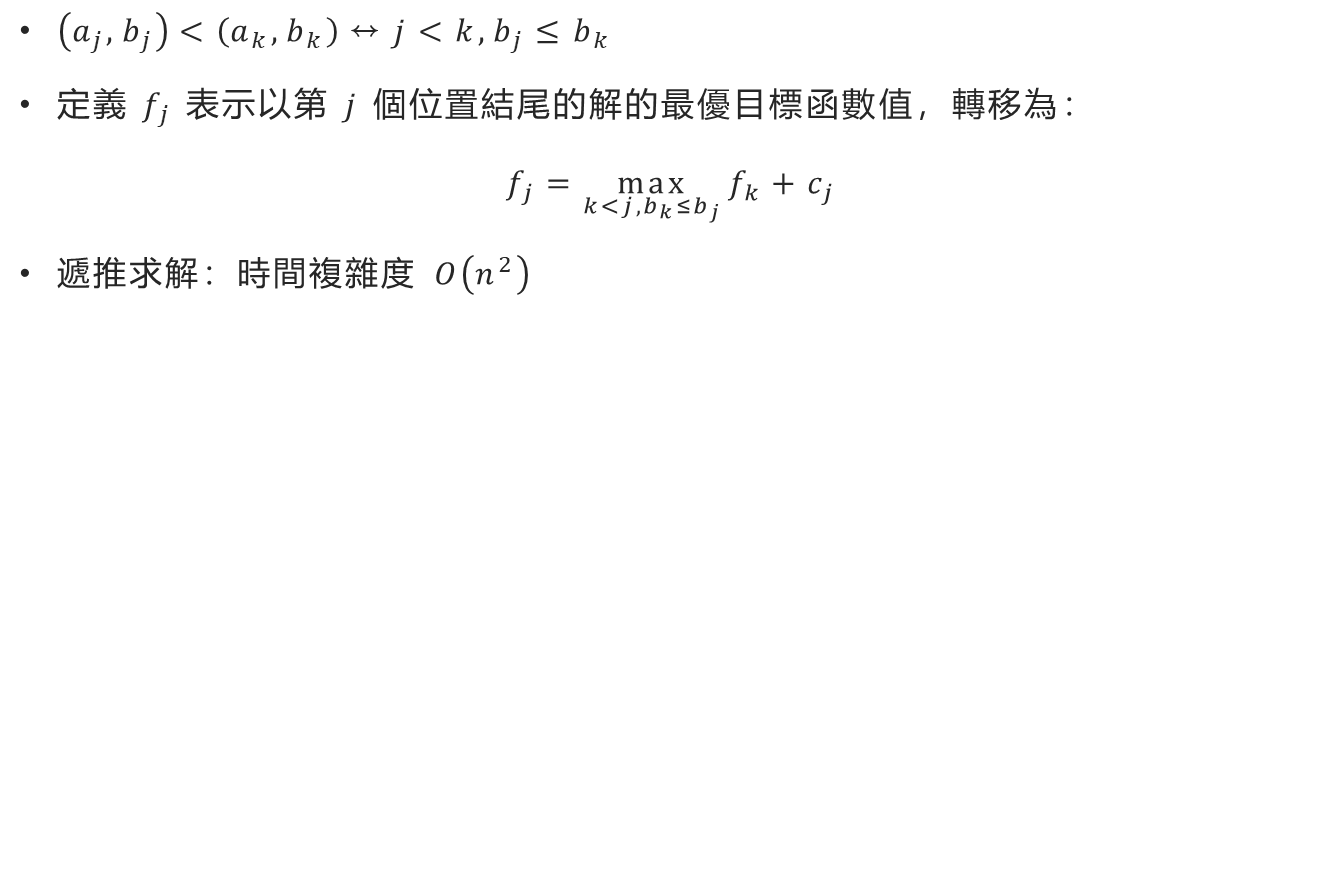 • (a_j, b_j) < (a_k, b_k) ↔ j < k, b_j ≤ b_k
• 定義 f_j 表示以第 j 個位置結尾的解的最優目標函數值，轉移為：
f_j = max_{k<j, b_k≤b_j} f_k + c_j
• 遞推求解：時間複雜度 O(n^2)